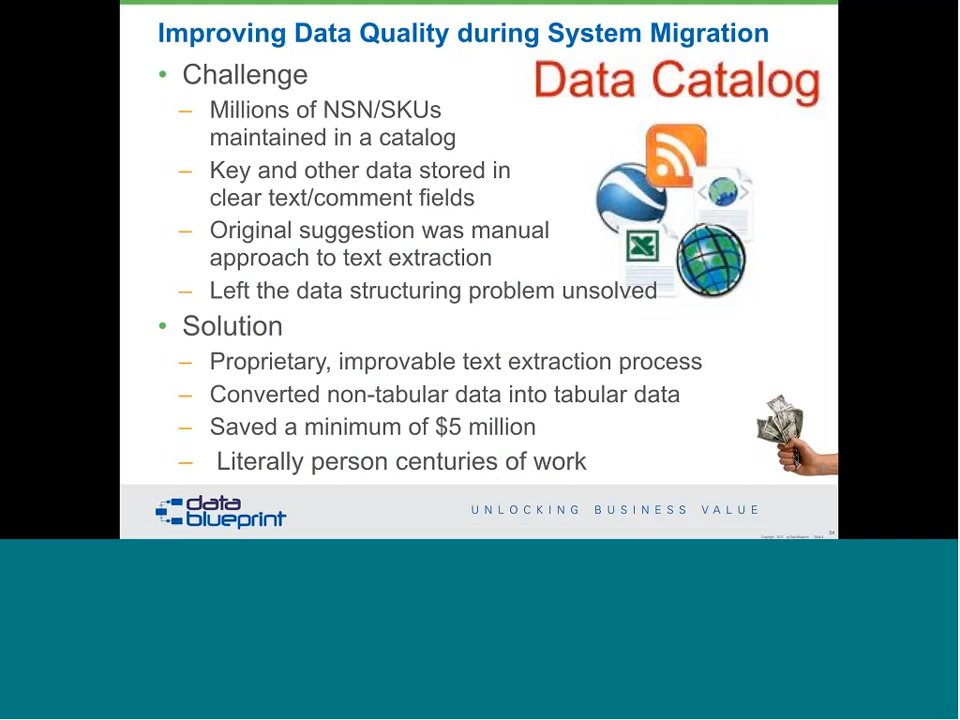 Improving Data Quality during System Migration
• Challenge
Data Catalog
– Millions of NSN/SKUs
maintained in a catalog
– Key and other data stored in
clear text/comment fields
– Original suggestion was manual
approach to text extraction
– Left the data structuring problem unsolved
• Solution
– Proprietary, improvable text extraction process
– Converted non-tabular data into tabular data
– Saved a minimum of $5 million
– Literally person centuries of work
data
blueprint
UNLOCKING BUSINESS VALUE